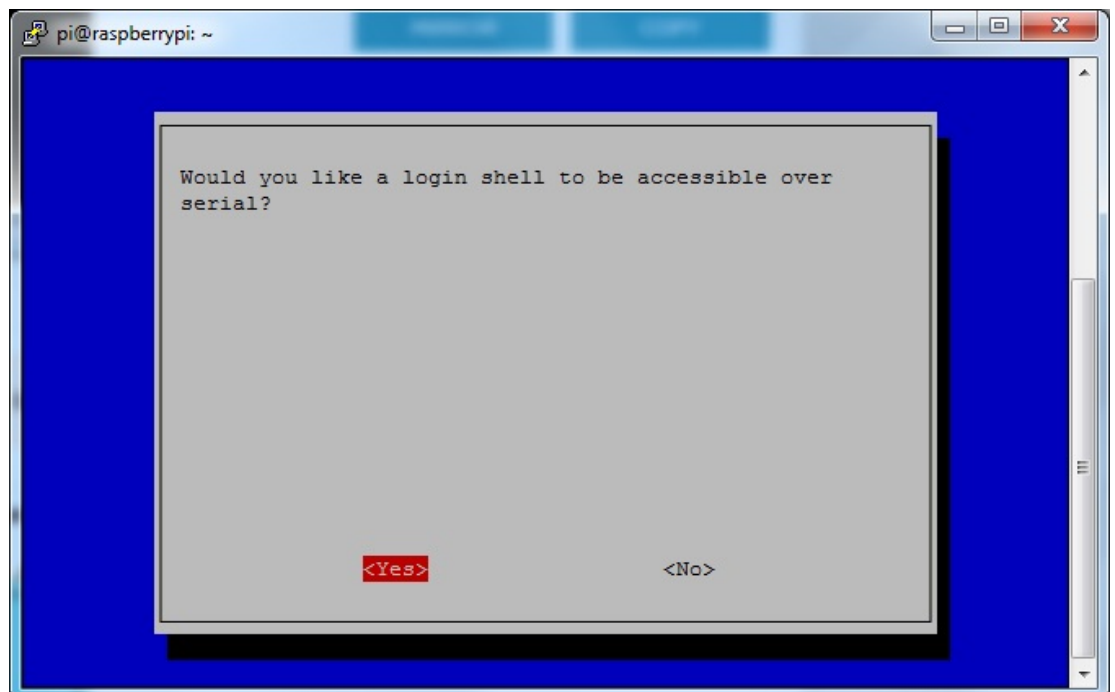 pi@raspberrypi: ~
Would you like a login shell to be accessible over
serial?
<Yes> <No>